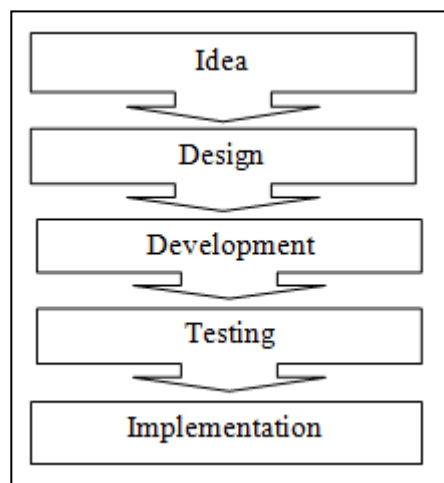 Idea
Design
Development
Testing
Implementation